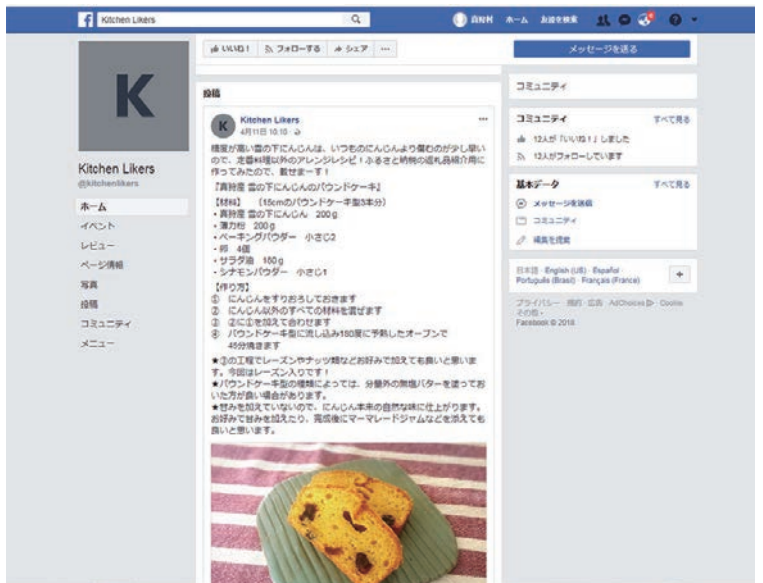 Kitchen Likers
ホーム
友達を検索
いいね!
フォローする
シェア
メッセージを送る
K
Kitchen Likers
@kitchenlikers
ホーム
イベント
レビュー
ページ情報
写真
投稿
コミュニティ
メニュー
投稿
K
Kitchen Likers
4月11日 10:10
糖度が高い雪の下にんじんは、いつものにんじんより傷むのが少し早い
ので、定番料理以外のアレンジレシピ!ふるさと納税の返礼品紹介用に
作ってみたので、載せまーす!
『真狩産 雪の下にんじんのパウンドケーキ』
【材料】 (15cmのパウンドケーキ型3本分)
・真狩産 雪の下にんじん 200g
・薄力粉 200g
・ベーキングパウダー 小さじ2
・卵 4個
・サラダ油 160g
・シナモンパウダー 小さじ1
【作り方】
① にんじんをすりおろしておきます
② にんじん以外のすべての材料を混ぜます
③ ②に①を加えて合わせます
④ パウンドケーキ型に流し込み180度に予熱したオーブンで
45分焼きます
★③の工程でレーズンやナッツ類などお好みで加えても良いと思いま
す。今回はレーズン入りです!
★パウンドケーキ型の種類によっては、分量外の無塩バターを塗ってお
いた方が良い場合があります。
★甘みを加えていないので、にんじん本来の自然な味に仕上がります。
お好みで甘みを加えたり、完成後にマーマレードジャムなどを添えても
良いと思います。
コミュニティ
コミュニティ すべて見る
12人が「いいね!」しました
12人がフォローしています
基本データ すべて見る
メッセージを送信
コミュニティ
編集を提案
日本語 · English (US) · Español
Português (Brasil) · Français (France)
プライバシー · 規約 · 広告 · AdChoices · Cookie
その他 ·
Facebook © 2018